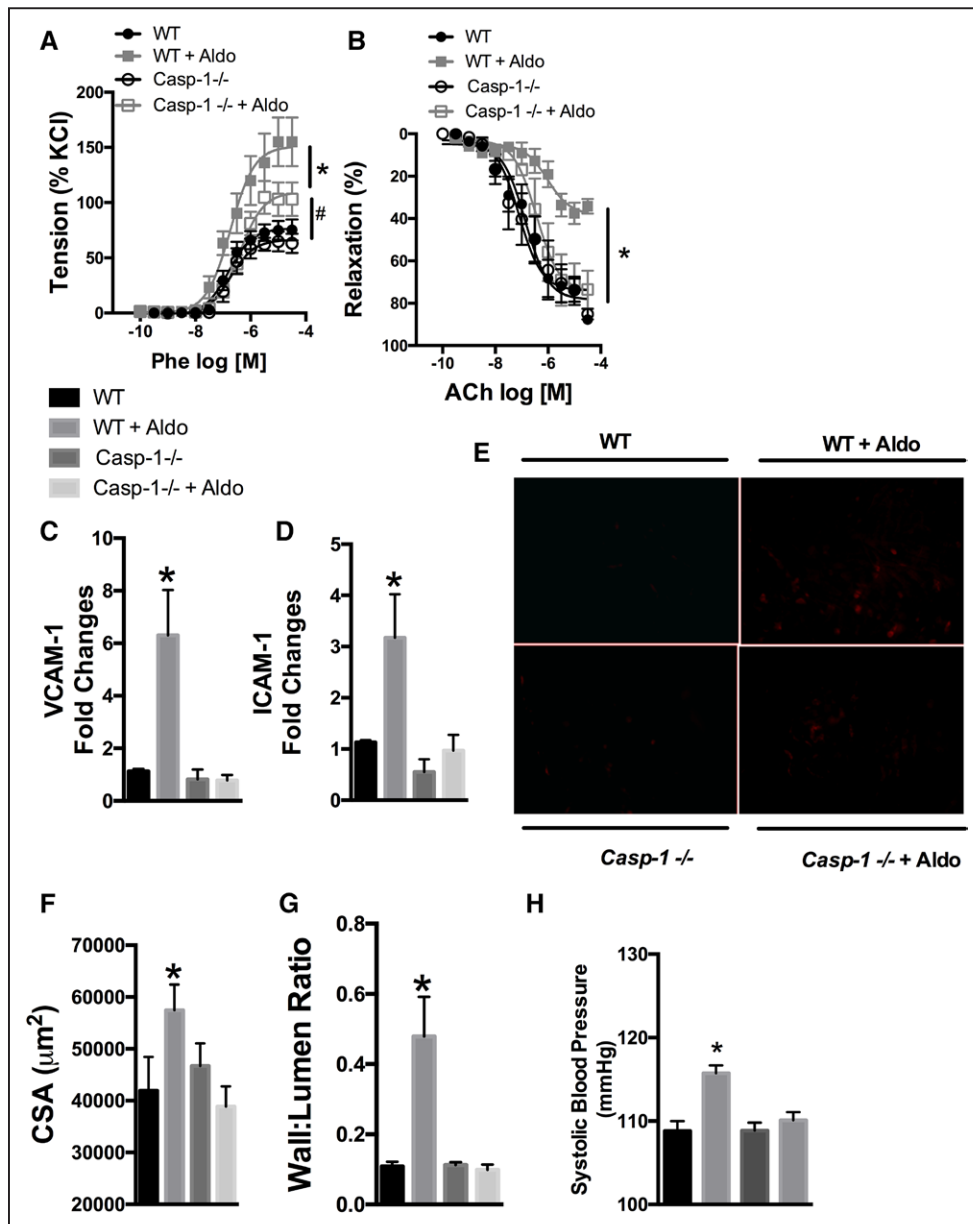 A
WT
WT + Aldo
Casp-1-/-
Casp-1 -/- + Aldo
200
150
100
50
0
Tension (% KCl)
*
#
-10
-8
-6
-4
Phe log [M]
B
WT
WT + Aldo
Casp-1-/-
Casp-1 -/- + Aldo
0
20
40
60
80
100
Relaxation (%)
*
-10
-8
-6
-4
ACh log [M]
WT
WT + Aldo
Casp-1-/-
Casp-1-/- + Aldo
C
10
8
6
4
2
0
VCAM-1
Fold Changes
*
D
5
4
3
2
1
0
ICAM-1
Fold Changes
*
E
WT
WT + Aldo
Casp-1 -/-
Casp-1 -/- + Aldo
F
70000
60000
50000
40000
30000
20000
CSA (μm²)
*
G
0.8
0.6
0.4
0.2
0.0
Wall:Lumen Ratio
*
H
130
120
110
100
Systolic Blood Pressure
(mmHg)
*